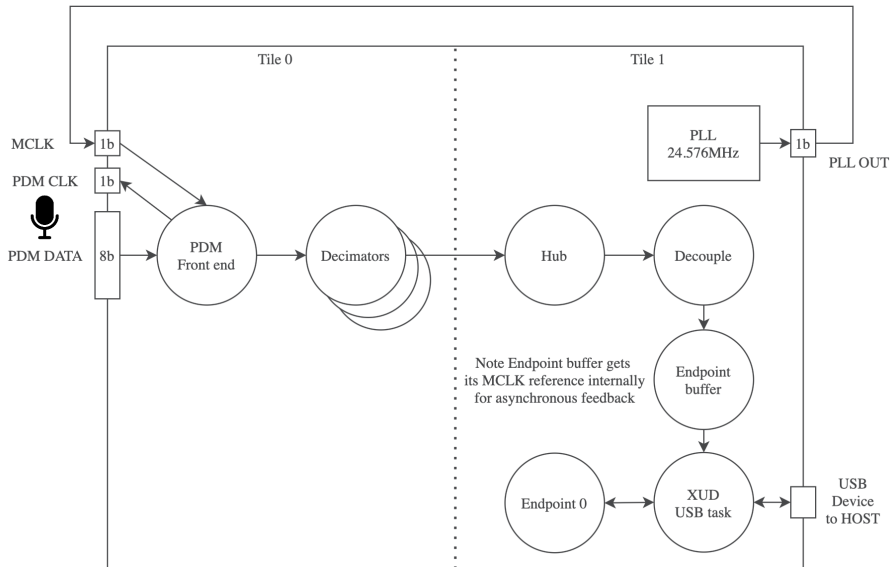 Tile 0
Tile 1
MCLK
1b
PLL
24.576MHz
1b
PLL OUT
PDM CLK
1b
PDM DATA
8b
PDM
Front end
Decimators
Hub
Decouple
Note Endpoint buffer gets
its MCLK reference internally
for asynchronous feedback
Endpoint
buffer
Endpoint 0
XUD
USB task
USB
Device
to HOST